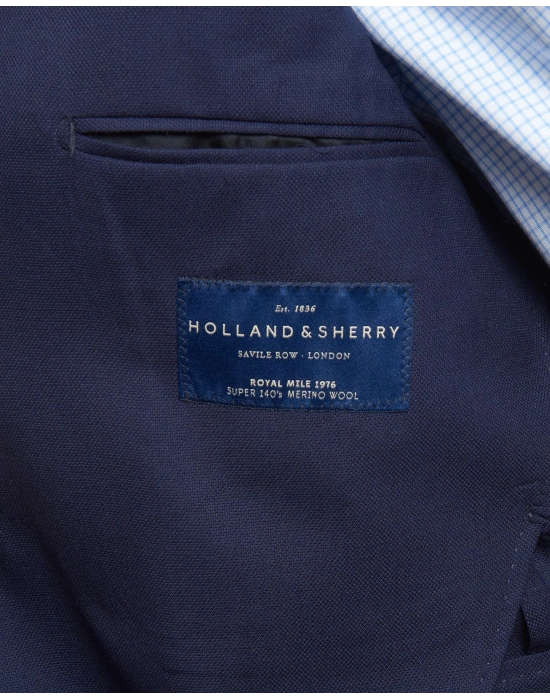 Est. 1836
HOLLAND & SHERRY
SAVILE ROW · LONDON
ROYAL MILE 1976
SUPER 140's MERINO WOOL